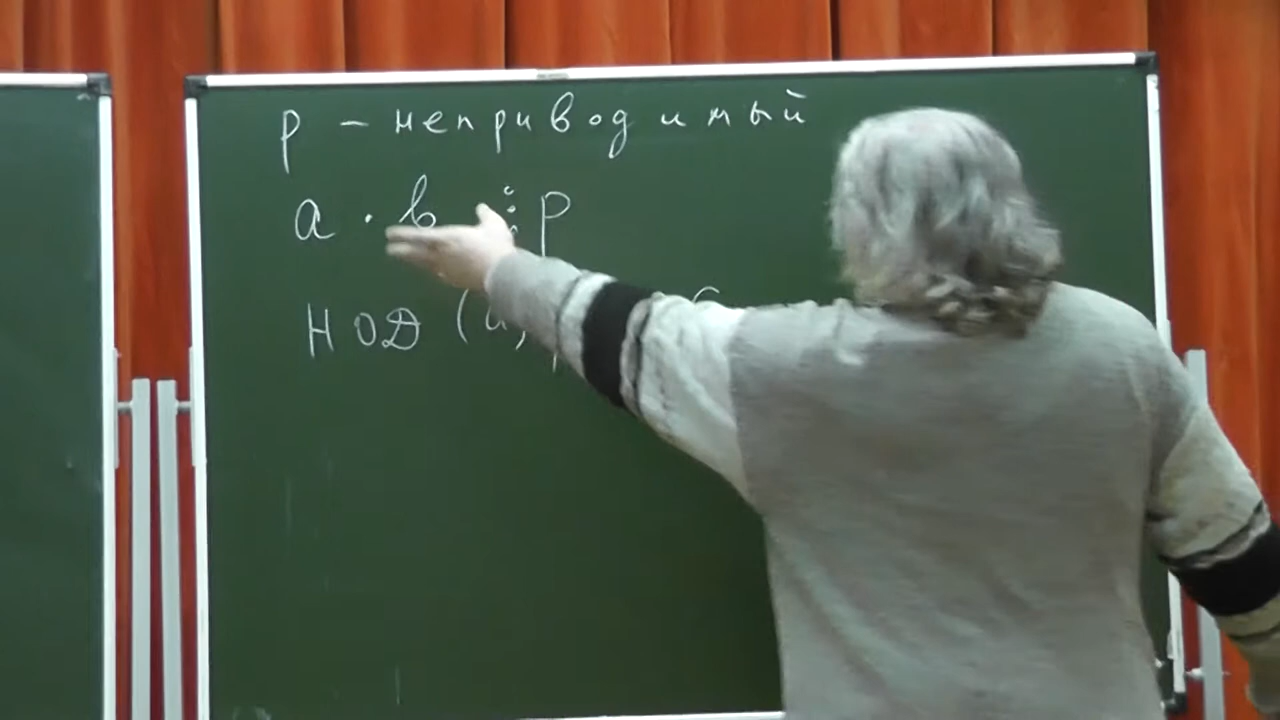 p – неприводимый
a · b ⋮ p
НОД (a,